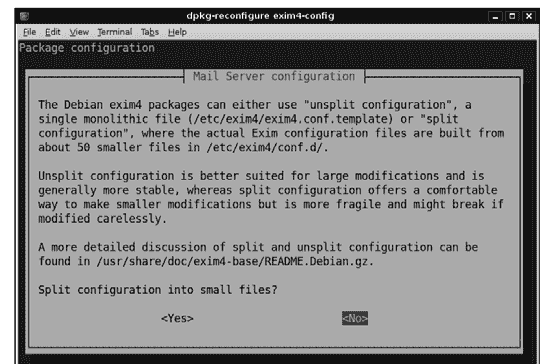 dpkg-reconfigure exim4-config
File Edit View Terminal Tabs Help
Package configuration
Mail Server configuration
The Debian exim4 packages can either use "unsplit configuration", a
single monolithic file (/etc/exim4/exim4.conf.template) or "split
configuration", where the actual Exim configuration files are built from
about 50 smaller files in /etc/exim4/conf.d/.
Unsplit configuration is better suited for large modifications and is
generally more stable, whereas split configuration offers a comfortable
way to make smaller modifications but is more fragile and might break if
modified carelessly.
A more detailed discussion of split and unsplit configuration can be
found in /usr/share/doc/exim4-base/README.Debian.gz.
Split configuration into small files?
<Yes> <No>